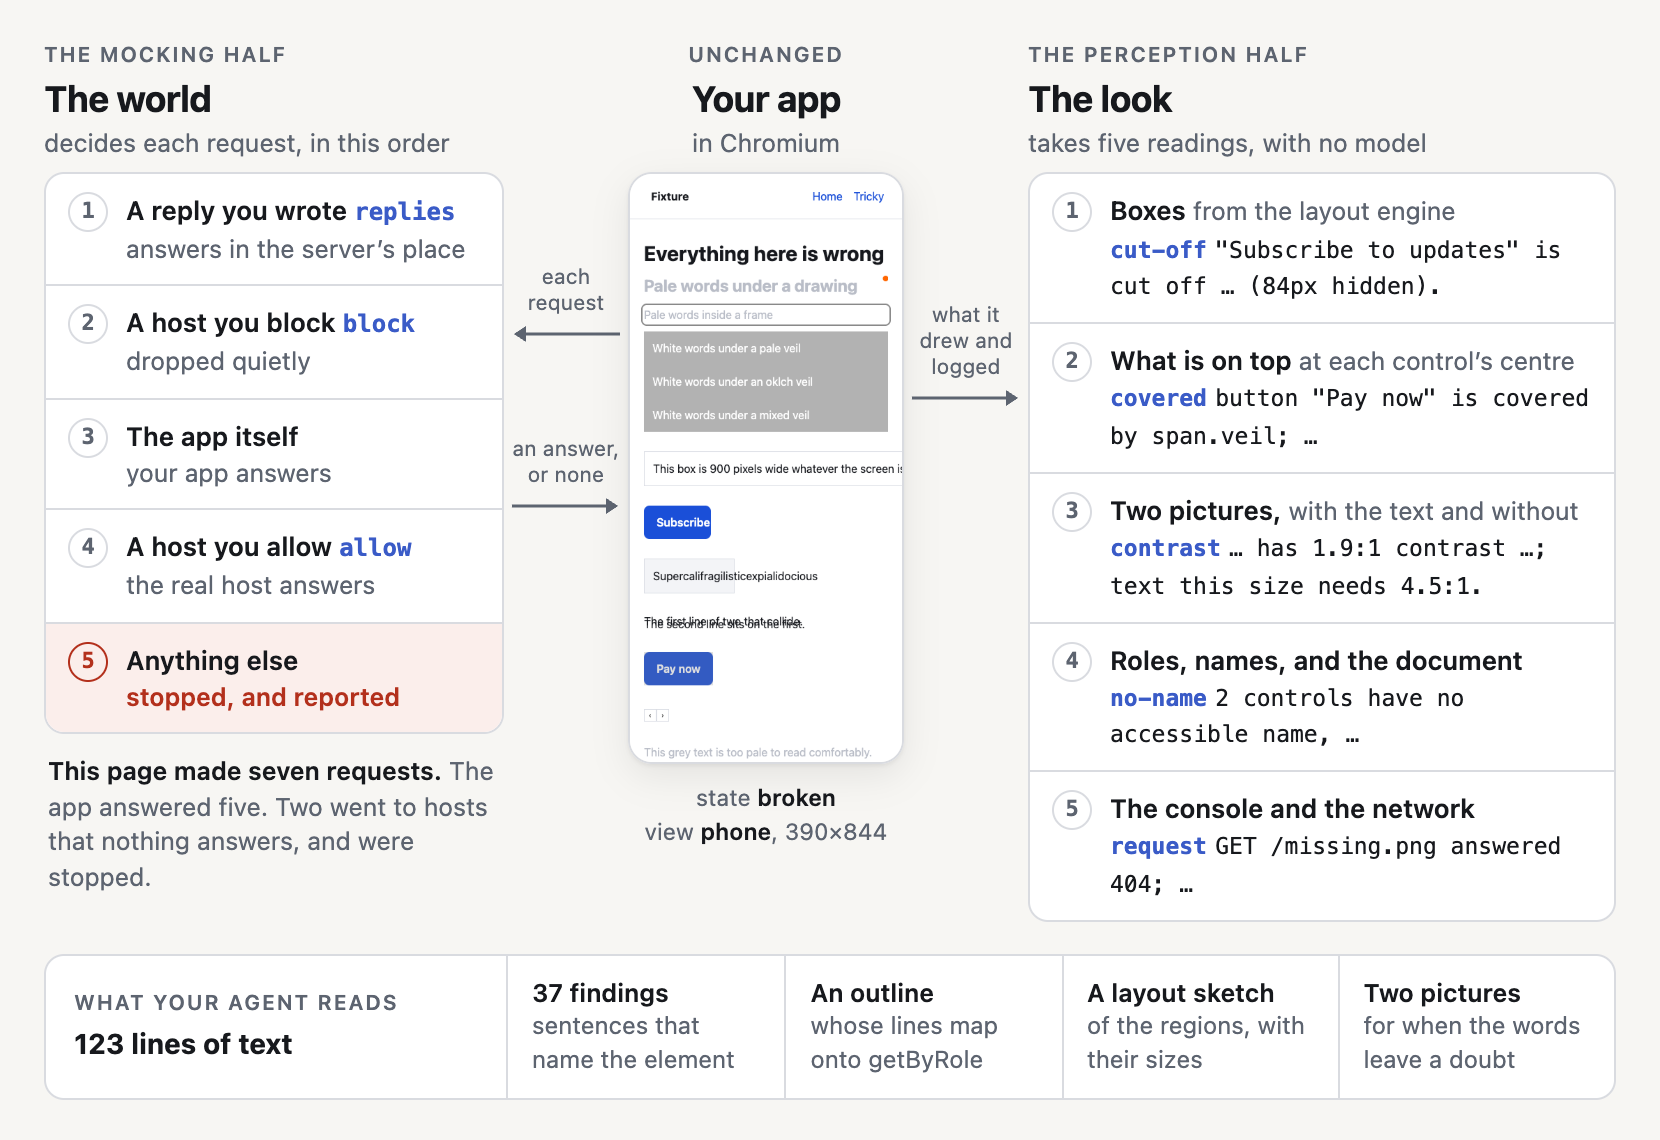 THE MOCKING HALF
The world
decides each request, in this order
1
A reply you wrote replies
answers in the server's place
2
A host you block block
dropped quietly
3
The app itself
your app answers
4
A host you allow allow
the real host answers
5
Anything else
stopped, and reported
This page made seven requests. The
app answered five. Two went to hosts
that nothing answers, and were
stopped.
each
request
an answer,
or none
UNCHANGED
Your app
in Chromium
Fixture
Home Tricky
Everything here is wrong
Pale words under a drawing
Pale words inside a frame
White words under a pale veil
White words under an oklch veil
White words under a mixed veil
This box is 900 pixels wide whatever the screen is
Subscribe
Supercalifragilisticexpialidocious
The first line of two that collide.
The second line sits on the first.
Pay now
‹ ›
This grey text is too pale to read comfortably.
state broken
view phone, 390×844
what it
drew and
logged
THE PERCEPTION HALF
The look
takes five readings, with no model
1
Boxes from the layout engine
cut-off "Subscribe to updates" is
cut off … (84px hidden).
2
What is on top at each control's centre
covered button "Pay now" is covered
by span.veil; …
3
Two pictures, with the text and without
contrast … has 1.9:1 contrast …;
text this size needs 4.5:1.
4
Roles, names, and the document
no-name 2 controls have no
accessible name, …
5
The console and the network
request GET /missing.png answered
404; …
WHAT YOUR AGENT READS
123 lines of text
37 findings
sentences that
name the element
An outline
whose lines map
onto getByRole
A layout sketch
of the regions, with
their sizes
Two pictures
for when the words
leave a doubt